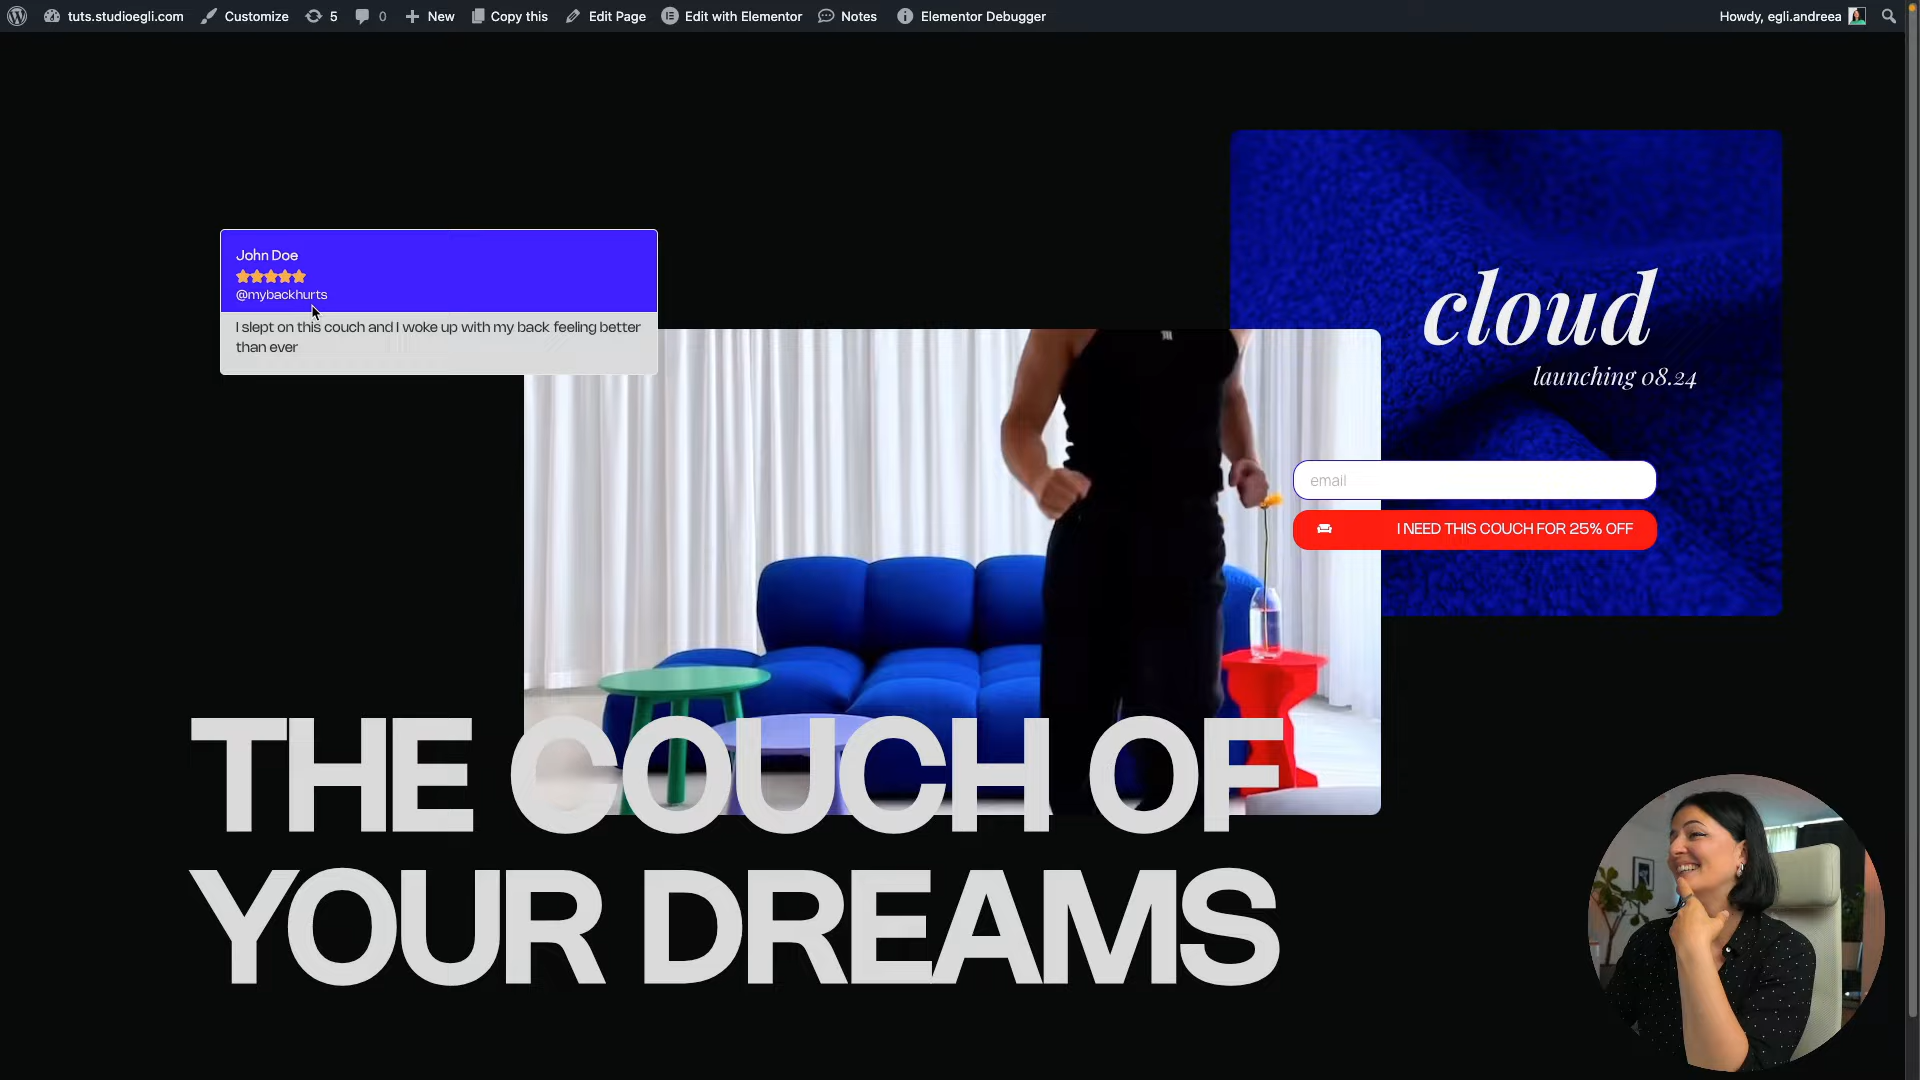 tuts.studioegli.com Customize 5 0 New Copy this Edit Page Edit with Elementor Notes Elementor Debugger Howdy, egli.andreea
John Doe
@mybackhurts
I slept on this couch and I woke up with my back feeling better
than ever
cloud
launching 08.24
email
I NEED THIS COUCH FOR 25% OFF
THE COUCH OF
YOUR DREAMS